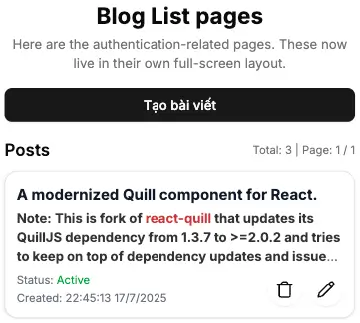 Blog List pages
Here are the authentication-related pages. These now
live in their own full-screen layout.
Tạo bài viết
Posts
Total: 3 | Page: 1 / 1
A modernized Quill component for React.
Note: This is fork of react-quill that updates its
QuillJS dependency from 1.3.7 to >=2.0.2 and tries
to keep on top of dependency updates and issue...
Status: Active
Created: 22:45:13 17/7/2025